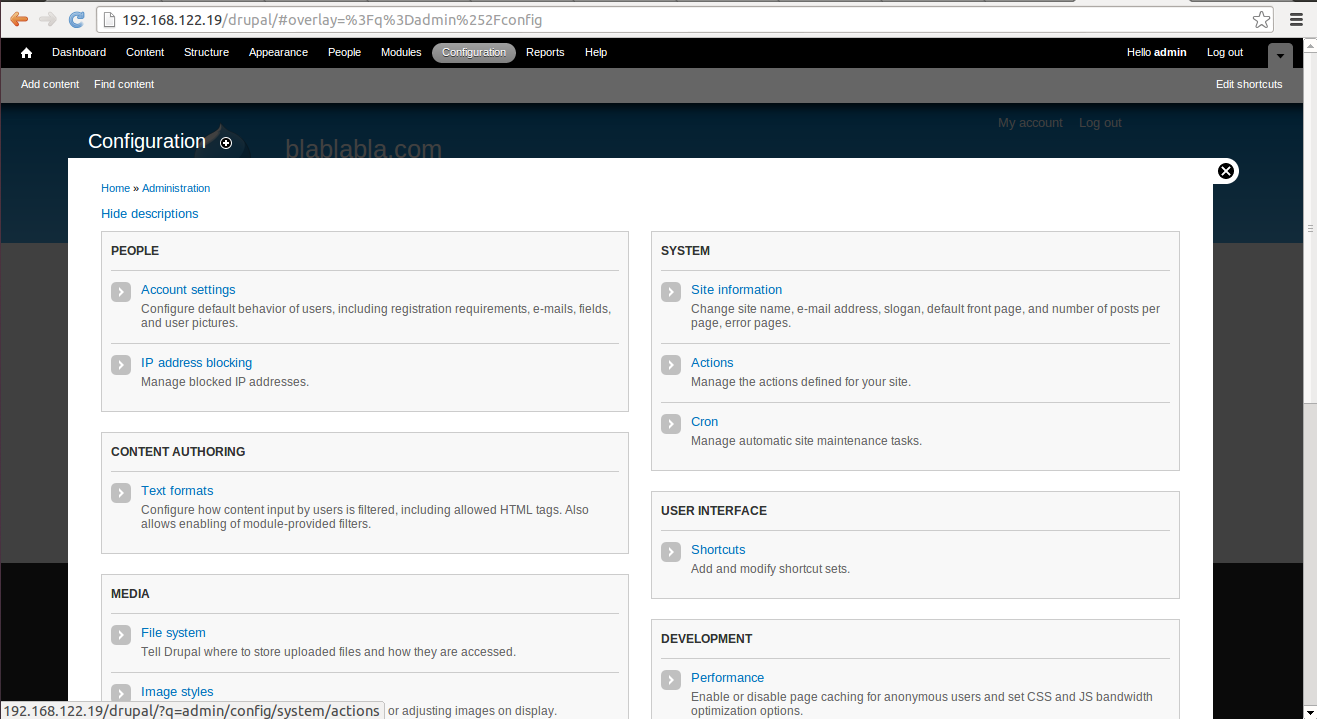 192.168.122.19/drupal/#overlay=%3Fq%3Dadmin%252Fconfig
Dashboard Content Structure Appearance People Modules Configuration Reports Help Hello admin Log out
Add content Find content Edit shortcuts
My account Log out
Configuration
blablabla.com
Home » Administration
Hide descriptions
PEOPLE
Account settings
Configure default behavior of users, including registration requirements, e-mails, fields,
and user pictures.
IP address blocking
Manage blocked IP addresses.
CONTENT AUTHORING
Text formats
Configure how content input by users is filtered, including allowed HTML tags. Also
allows enabling of module-provided filters.
MEDIA
File system
Tell Drupal where to store uploaded files and how they are accessed.
Image styles
or adjusting images on display.
SYSTEM
Site information
Change site name, e-mail address, slogan, default front page, and number of posts per
page, error pages.
Actions
Manage the actions defined for your site.
Cron
Manage automatic site maintenance tasks.
USER INTERFACE
Shortcuts
Add and modify shortcut sets.
DEVELOPMENT
Performance
Enable or disable page caching for anonymous users and set CSS and JS bandwidth
optimization options.
192.168.122.19/drupal/?q=admin/config/system/actions